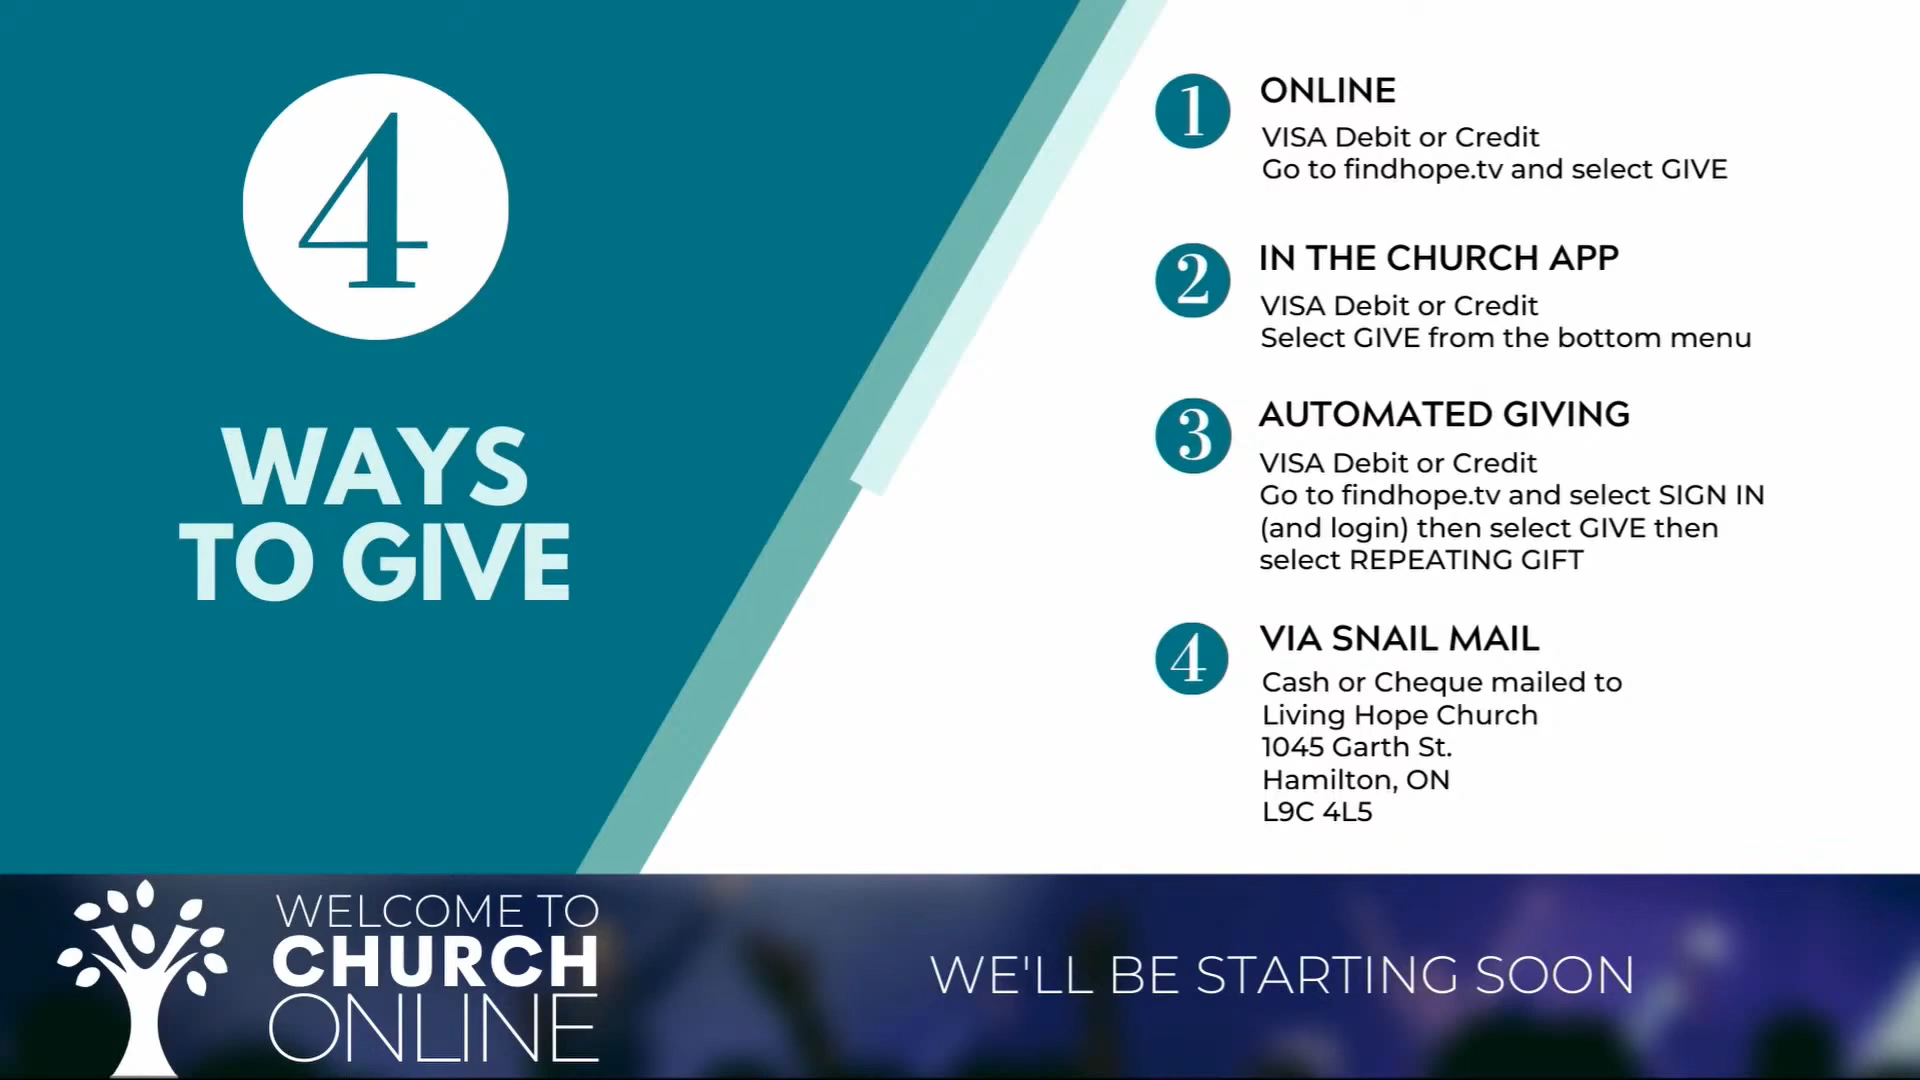 4
WAYS
TO GIVE
1
ONLINE
VISA Debit or Credit
Go to findhope.tv and select GIVE
2
IN THE CHURCH APP
VISA Debit or Credit
Select GIVE from the bottom menu
3
AUTOMATED GIVING
VISA Debit or Credit
Go to findhope.tv and select SIGN IN
(and login) then select GIVE then
select REPEATING GIFT
4
VIA SNAIL MAIL
Cash or Cheque mailed to
Living Hope Church
1045 Garth St.
Hamilton, ON
L9C 4L5
WELCOME TO
CHURCH
ONLINE
WE'LL BE STARTING SOON